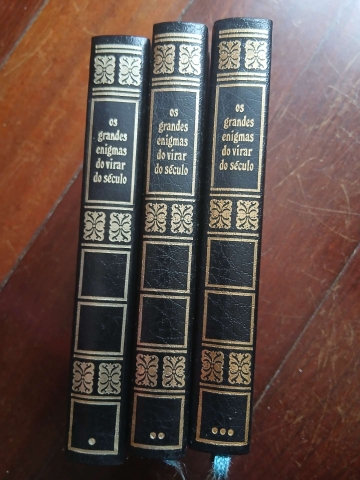 os
grandes
enigmas
do virar
do século
os
grandes
enigmas
do virar
do século
os
grandes
enigmas
do virar
do século